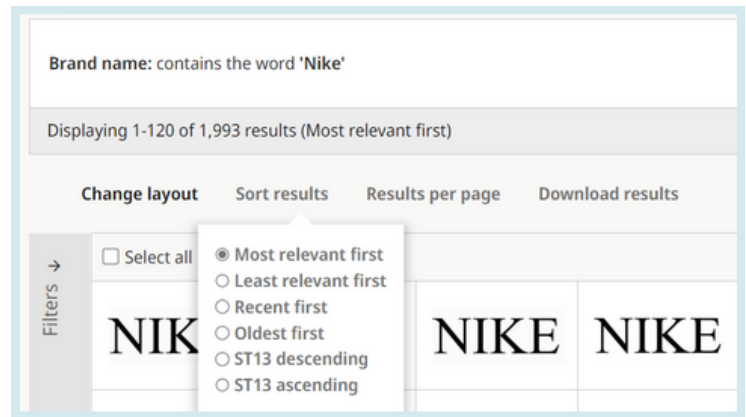 Brand name: contains the word 'Nike'
Displaying 1-120 of 1,993 results (Most relevant first)
Change layout Sort results Results per page Download results
Filters
Select all
Most relevant first
Least relevant first
Recent first
Oldest first
ST13 descending
ST13 ascending
NIK NIKE NIKE